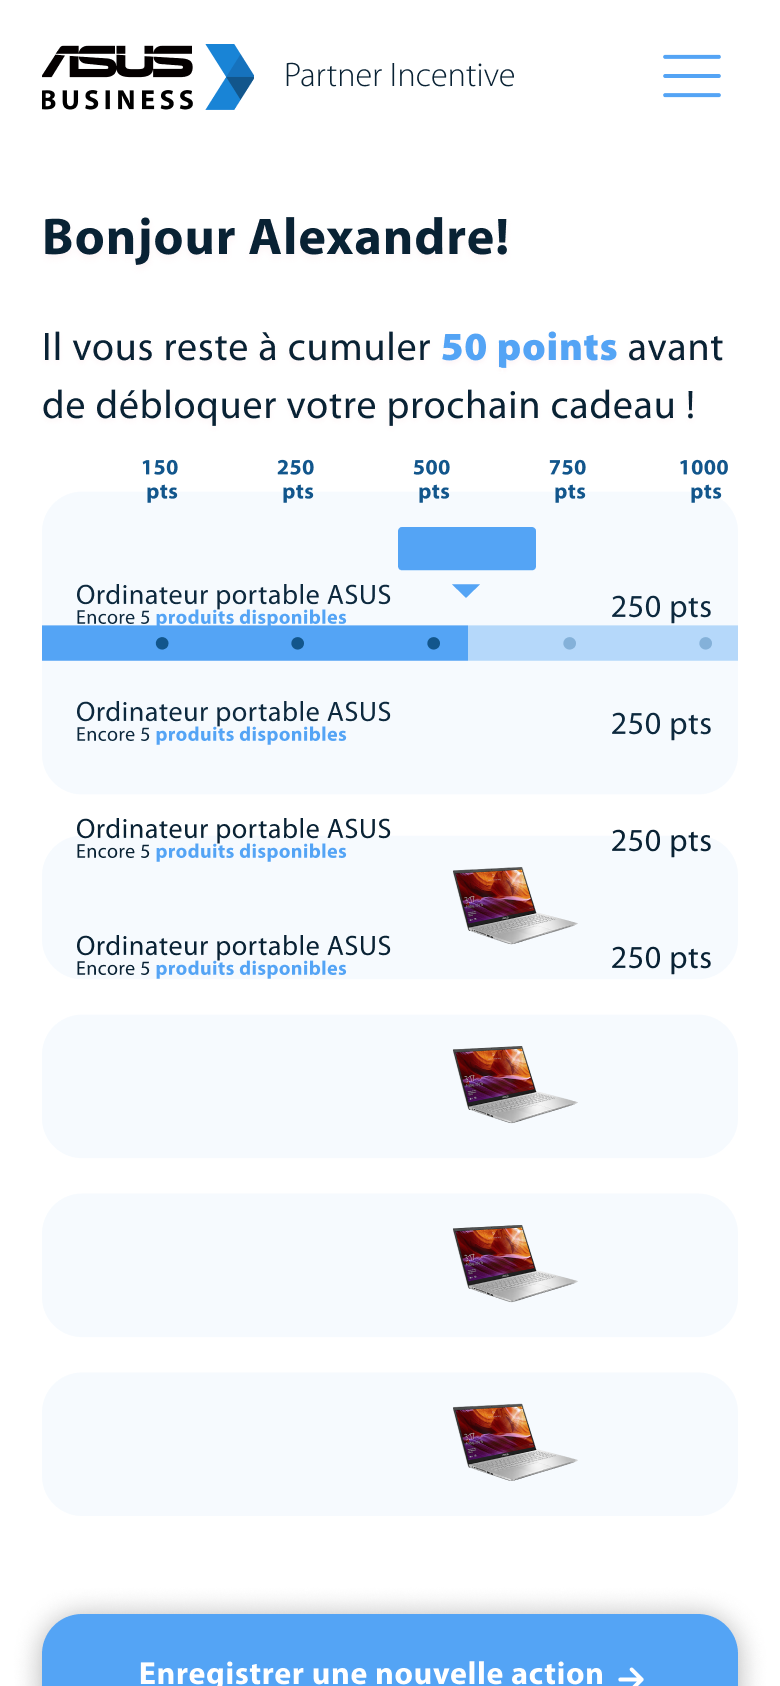 ASUS
BUSINESS
Partner Incentive
Bonjour Alexandre!
Il vous reste à cumuler 50 points avant
de débloquer votre prochain cadeau !
150 pts
250 pts
500 pts
750 pts
1000 pts
Ordinateur portable ASUS
Encore 5 produits disponibles
250 pts
Ordinateur portable ASUS
Encore 5 produits disponibles
250 pts
Ordinateur portable ASUS
Encore 5 produits disponibles
250 pts
Ordinateur portable ASUS
Encore 5 produits disponibles
250 pts
Enregistrer une nouvelle action →